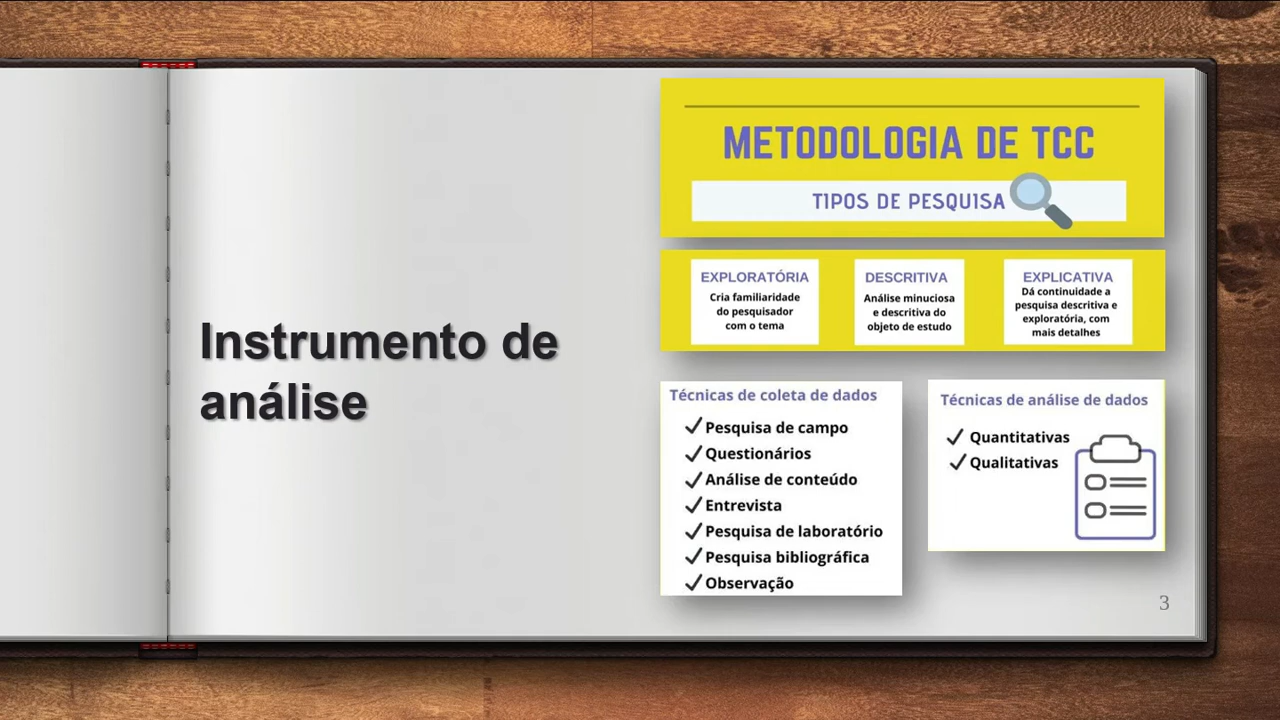 Instrumento de
análise
METODOLOGIA DE TCC
TIPOS DE PESQUISA
EXPLORATÓRIA
Cria familiaridade
do pesquisador
com o tema
DESCRITIVA
Análise minuciosa
e descritiva do
objeto de estudo
EXPLICATIVA
Dá continuidade a
pesquisa descritiva e
exploratória, com
mais detalhes
Técnicas de coleta de dados
Pesquisa de campo
Questionários
Análise de conteúdo
Entrevista
Pesquisa de laboratório
Pesquisa bibliográfica
Observação
Técnicas de análise de dados
Quantitativas
Qualitativas
3